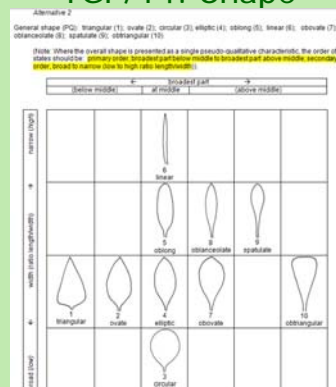 TGP/14: Shape
Alternative 2
General shape (PQ): triangular (1); ovate (2); circular (3); elliptic (4); oblong (5); linear (6); obovate (7);
oblanceolate (8); spatulate (9); obtriangular (10)
(Note: Where the overall shape is presented as a single pseudo-qualitative characteristic, the order of
states should be: primary order, broadest part below middle to broadest part above middle; secondary
order, broad to narrow (low to high ratio length/width)).
← broadest part →
(below middle) at middle (above middle)
narrow (high)
6
linear
→
width (ratio length/width)
5 8 9
oblong oblanceolate spatulate
1 2 4 7 10
triangular ovate elliptic obovate obtriangular
←
broad (low)
3
circular